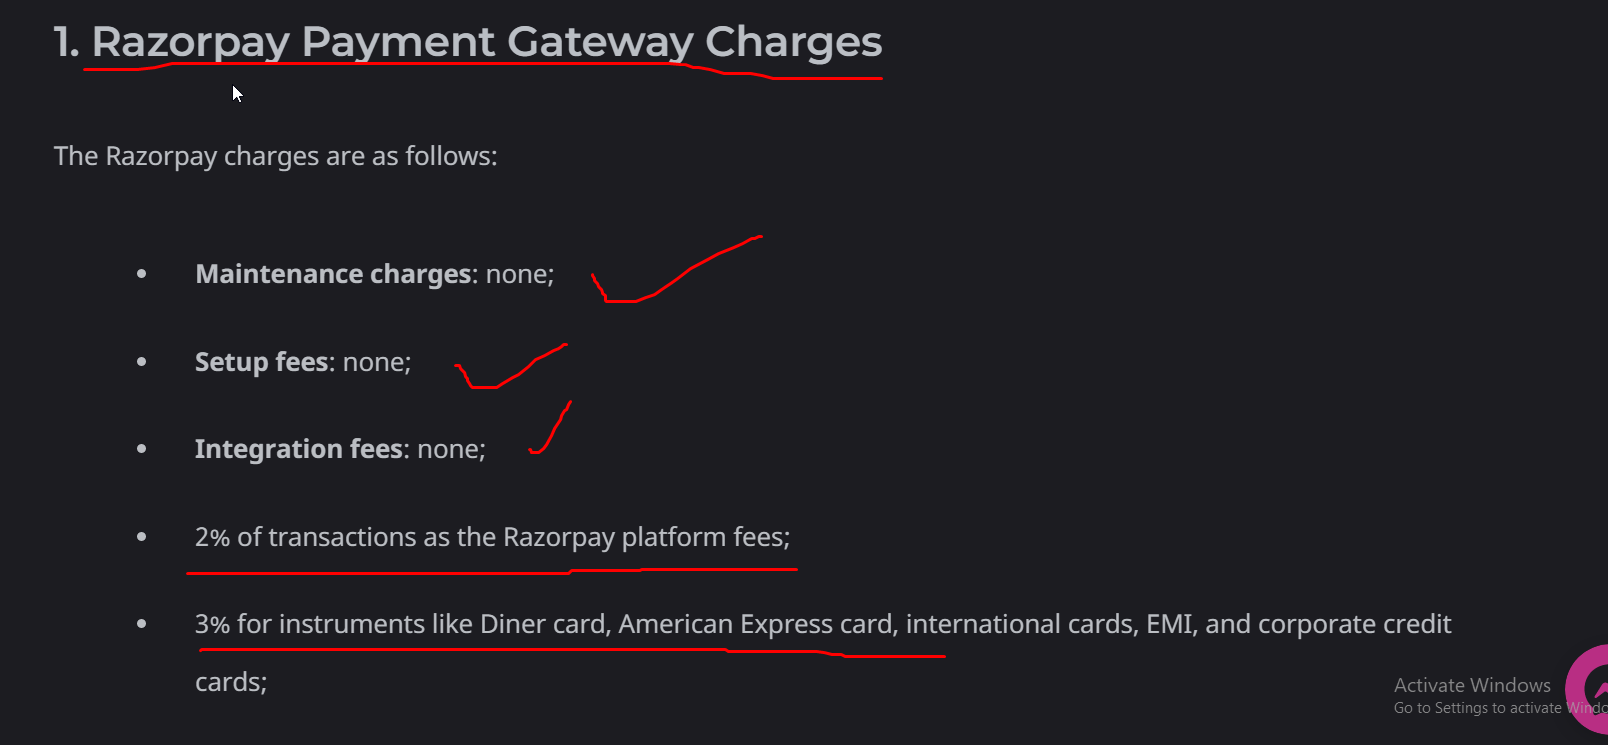 1. Razorpay Payment Gateway Charges
The Razorpay charges are as follows:
Maintenance charges: none;
Setup fees: none;
Integration fees: none;
2% of transactions as the Razorpay platform fees;
3% for instruments like Diner card, American Express card, international cards, EMI, and corporate credit
cards;
Activate Windows
Go to Settings to activate Windo